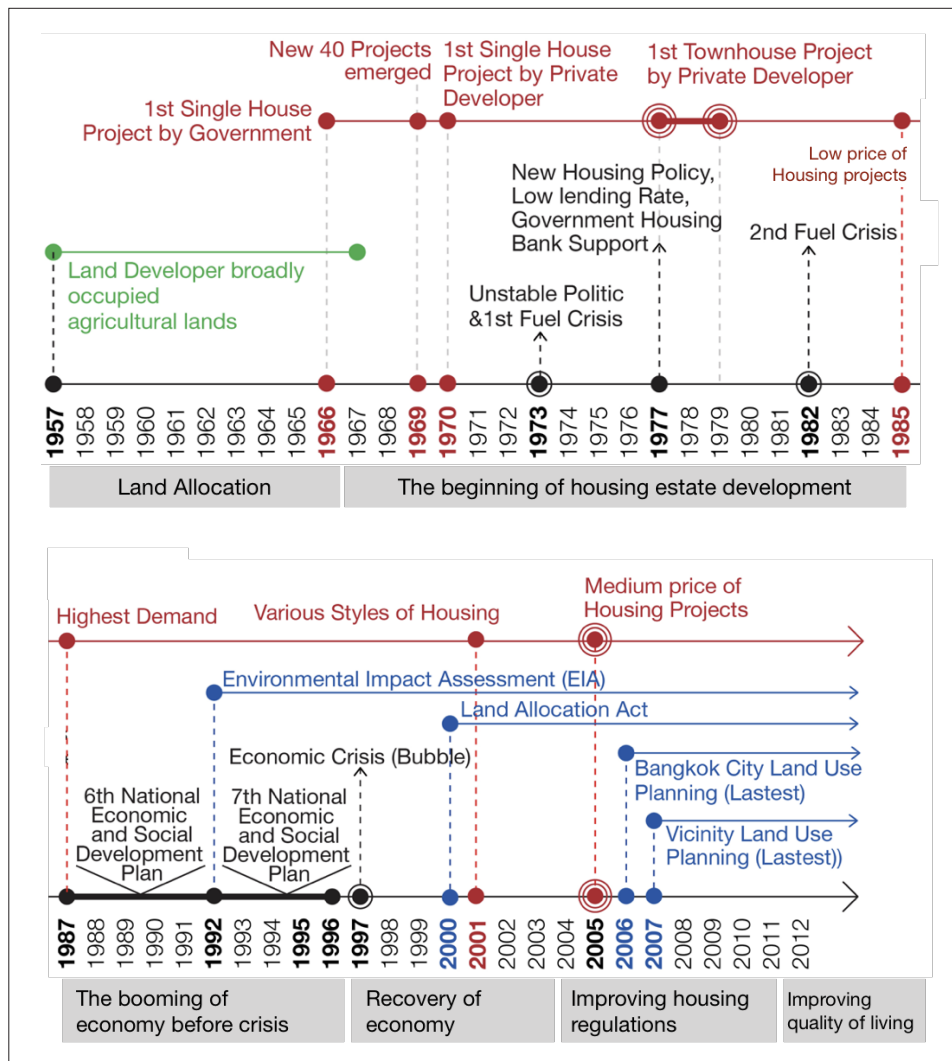 New 40 Projects
emerged
1st Single House
Project by Private
Developer
1st Townhouse Project
by Private Developer
1st Single House
Project by Government
Low price of
Housing projects
New Housing Policy,
Low lending Rate,
Government Housing
Bank Support
2nd Fuel Crisis
Land Developer broadly
occupied
agricultural lands
Unstable Politic
&1st Fuel Crisis
1957
1958
1959
1960
1961
1962
1963
1964
1965
1966
1967
1968
1969
1970
1971
1972
1973
1974
1975
1976
1977
1978
1979
1980
1981
1982
1983
1984
1985
Land Allocation
The beginning of housing estate development
Highest Demand
Various Styles of Housing
Medium price of
Housing Projects
Environmental Impact Assessment (EIA)
Land Allocation Act
Economic Crisis (Bubble)
Bangkok City Land Use
Planning (Lastest)
6th National
Economic
and Social
Development
Plan
7th National
Economic
and Social
Development
Plan
Vicinity Land Use
Planning (Lastest))
1987
1988
1989
1990
1991
1992
1993
1994
1995
1996
1997
1998
1999
2000
2001
2002
2003
2004
2005
2006
2007
2008
2009
2010
2011
2012
The booming of
economy before crisis
Recovery of
economy
Improving housing
regulations
Improving
quality of living